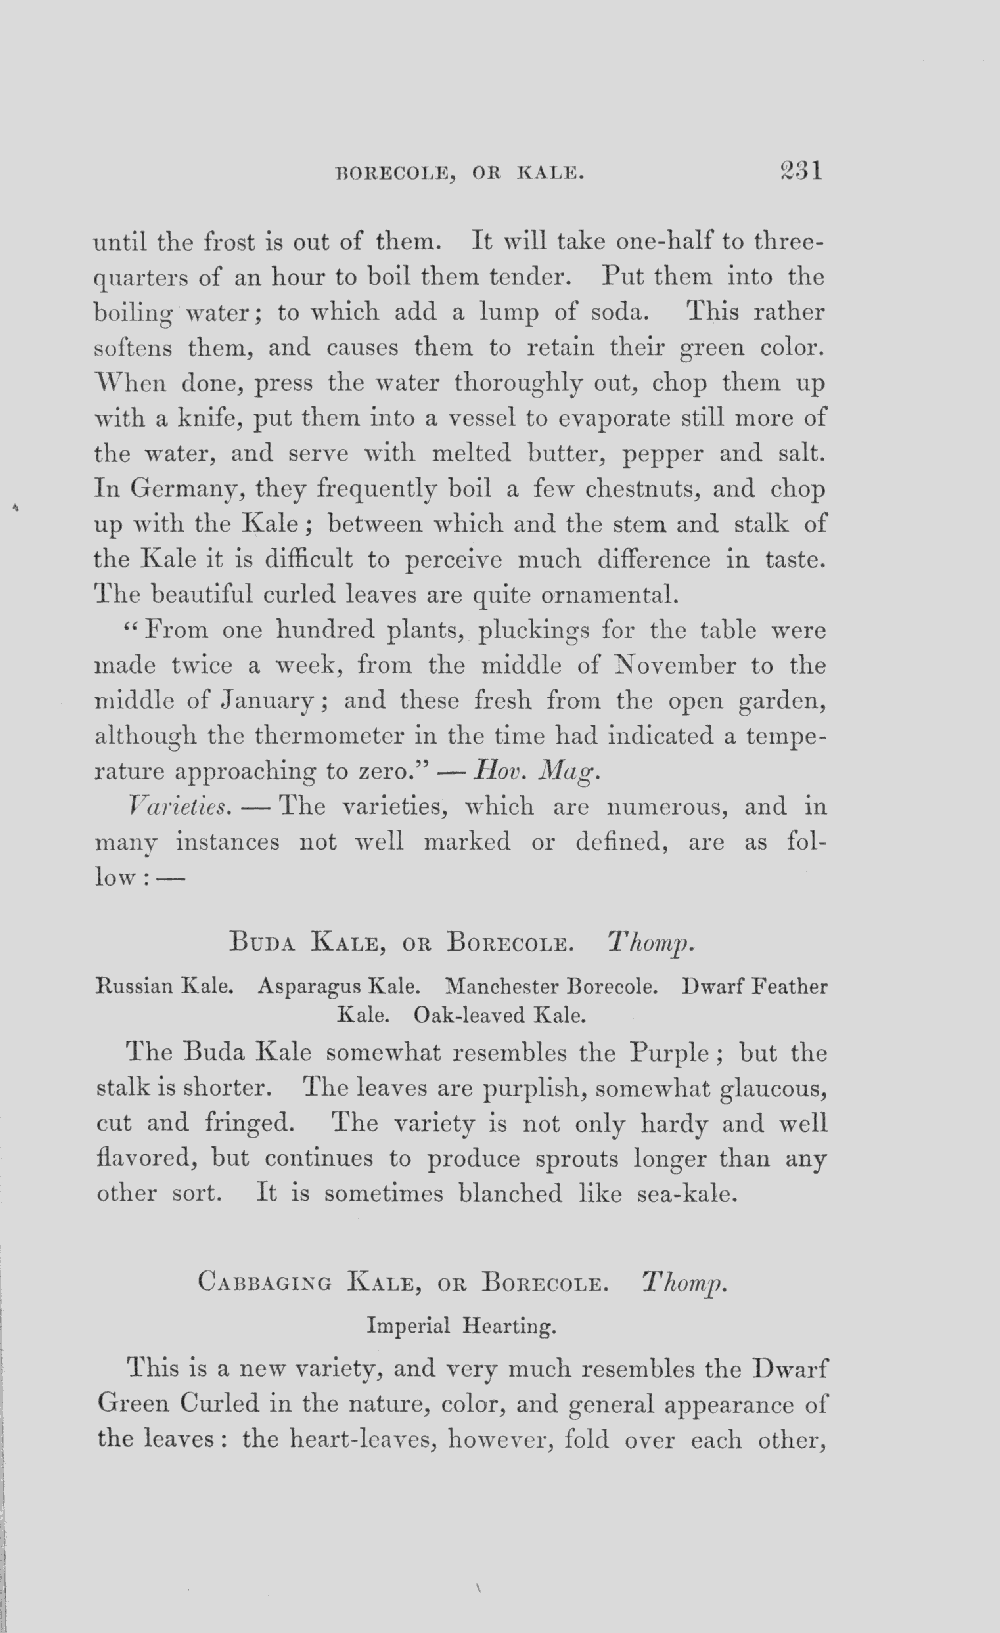 BORECOLE, OR KALE. 231
until the frost is out of them. It will take one-half to three-
quarters of an hour to boil them tender. Put them into the
boiling water; to which add a lump of soda. This rather
softens them, and causes them to retain their green color.
When done, press the water thoroughly out, chop them up
with a knife, put them into a vessel to evaporate still more of
the water, and serve with melted butter, pepper and salt.
In Germany, they frequently boil a few chestnuts, and chop
up with the Kale; between which and the stem and stalk of
the Kale it is difficult to perceive much difference in taste.
The beautiful curled leaves are quite ornamental.
“From one hundred plants, pluckings for the table were
made twice a week, from the middle of November to the
middle of January; and these fresh from the open garden,
although the thermometer in the time had indicated a tempe-
rature approaching to zero.” — Hov. Mag.
Varieties. — The varieties, which are numerous, and in
many instances not well marked or defined, are as fol-
low: —
BUDA KALE, OR BORECOLE. Thomp.
Russian Kale. Asparagus Kale. Manchester Borecole. Dwarf Feather
Kale. Oak-leaved Kale.
The Buda Kale somewhat resembles the Purple; but the
stalk is shorter. The leaves are purplish, somewhat glaucous,
cut and fringed. The variety is not only hardy and well
flavored, but continues to produce sprouts longer than any
other sort. It is sometimes blanched like sea-kale.
CABBAGING KALE, OR BORECOLE. Thomp.
Imperial Hearting.
This is a new variety, and very much resembles the Dwarf
Green Curled in the nature, color, and general appearance of
the leaves: the heart-leaves, however, fold over each other,